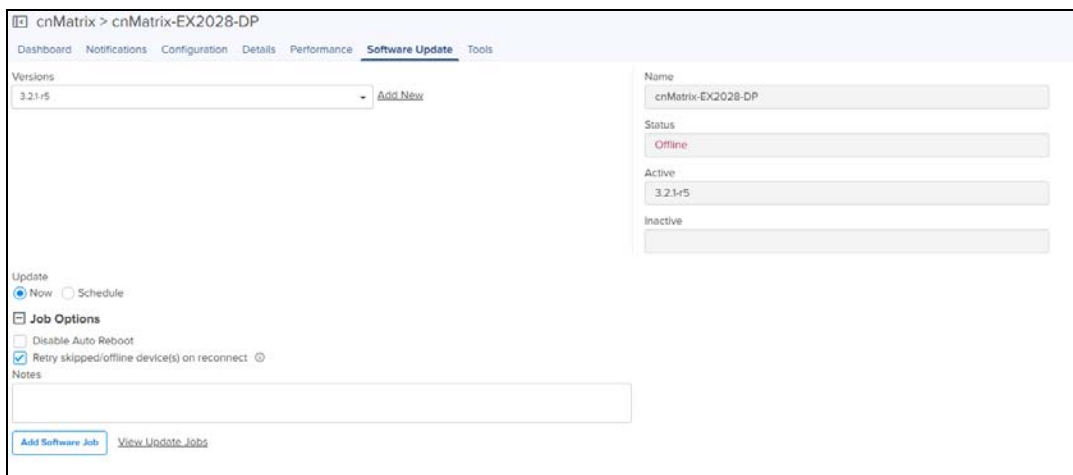 cnMatrix > cnMatrix-EX2028-DP
Dashboard Notifications Configuration Details Performance Software Update Tools
Versions
3.2.1-r5
Add New
Name
cnMatrix-EX2028-DP
Status
Offline
Active
3.2.1-r5
Inactive
Update
Now Schedule
Job Options
Disable Auto Reboot
Retry skipped/offline device(s) on reconnect
Notes
Add Software Job View Update Jobs